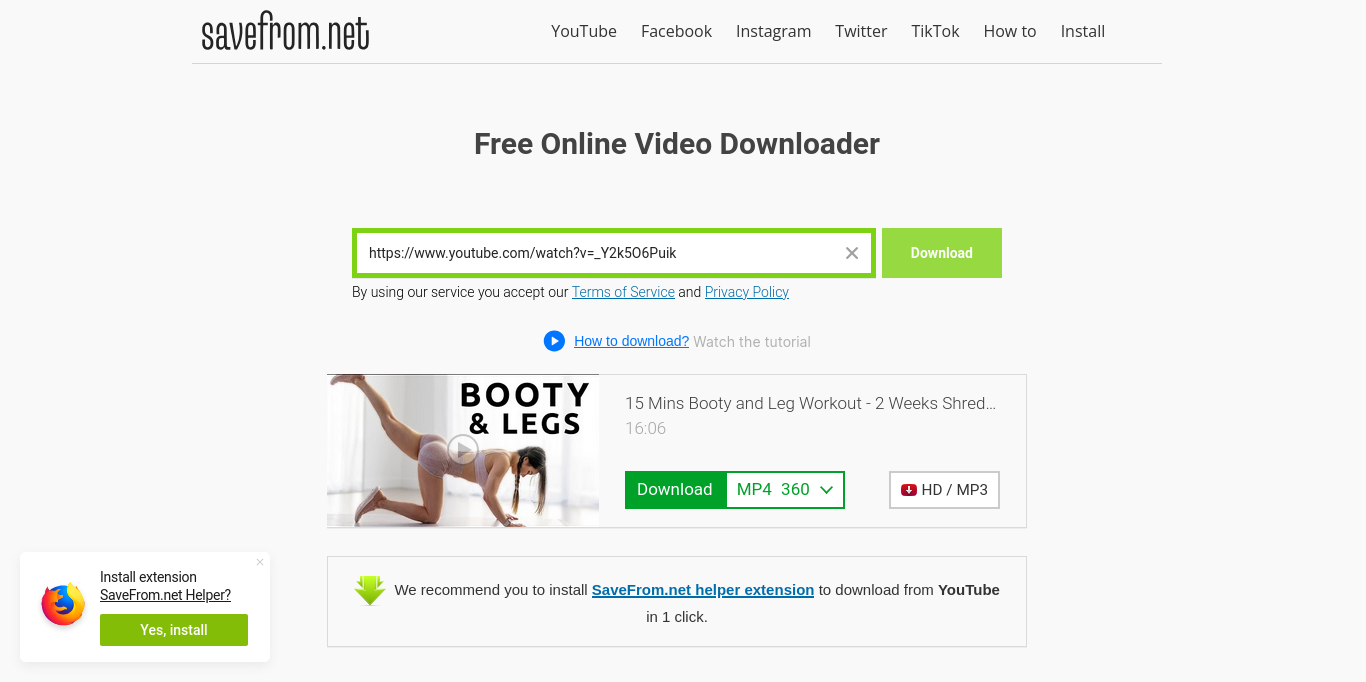 savefrom.net
YouTube Facebook Instagram Twitter TikTok How to Install
Free Online Video Downloader
https://www.youtube.com/watch?v=_Y2k5O6Puik
Download
By using our service you accept our Terms of Service and Privacy Policy
How to download? Watch the tutorial
BOOTY
& LEGS
15 Mins Booty and Leg Workout - 2 Weeks Shred...
16:06
Download MP4 360
HD / MP3
We recommend you to install SaveFrom.net helper extension to download from YouTube
in 1 click.
Install extension
SaveFrom.net Helper?
Yes, install